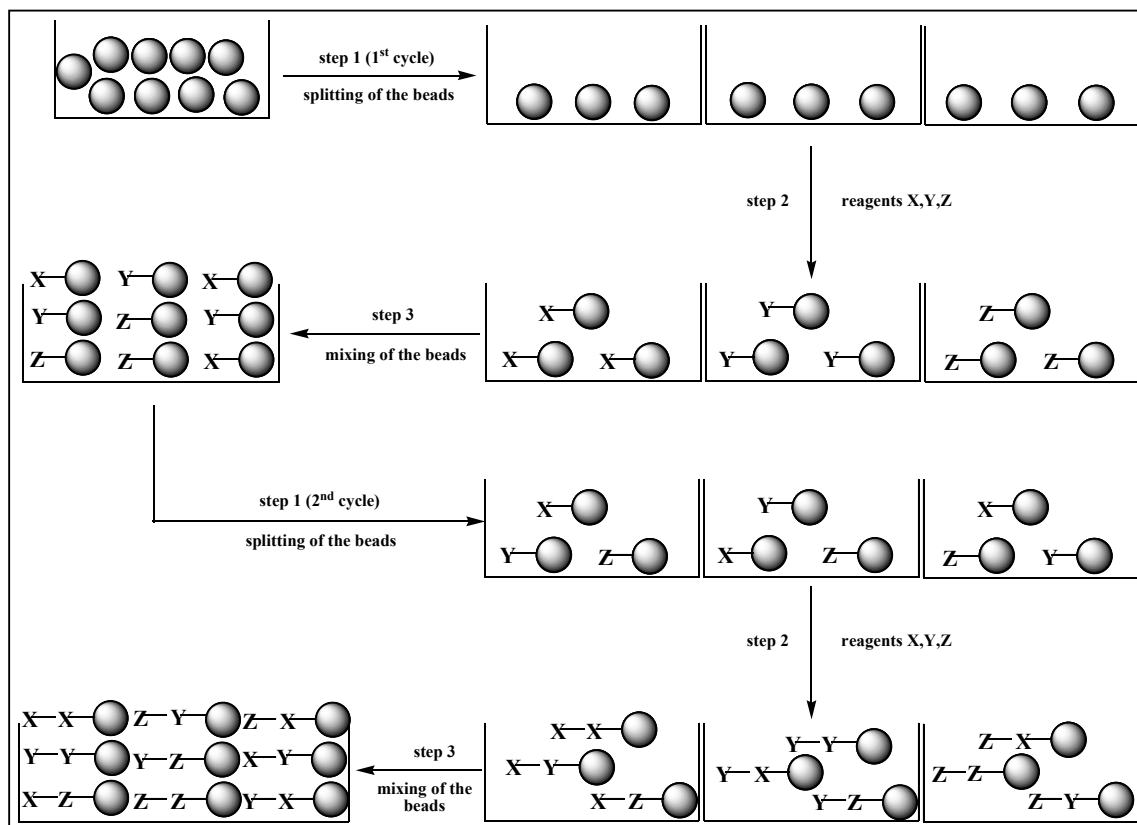 step 1 (1st cycle)
splitting of the beads
step 2 reagents X,Y,Z
X Y X
Y Z Y
Z Z X
step 3
mixing of the beads
X Y Z
X X Y Y Z Z
step 1 (2nd cycle)
splitting of the beads
X Y X
Y Z X Z Z Y
step 2 reagents X,Y,Z
X-X Z-Y Z-X
Y-Y Y-Z X-Y
X-Z Z-Z Y-X
step 3
mixing of the
beads
X-X Y-Y Z-X
X-Y Y-X Z-Z
X-Z Y-Z Z-Y